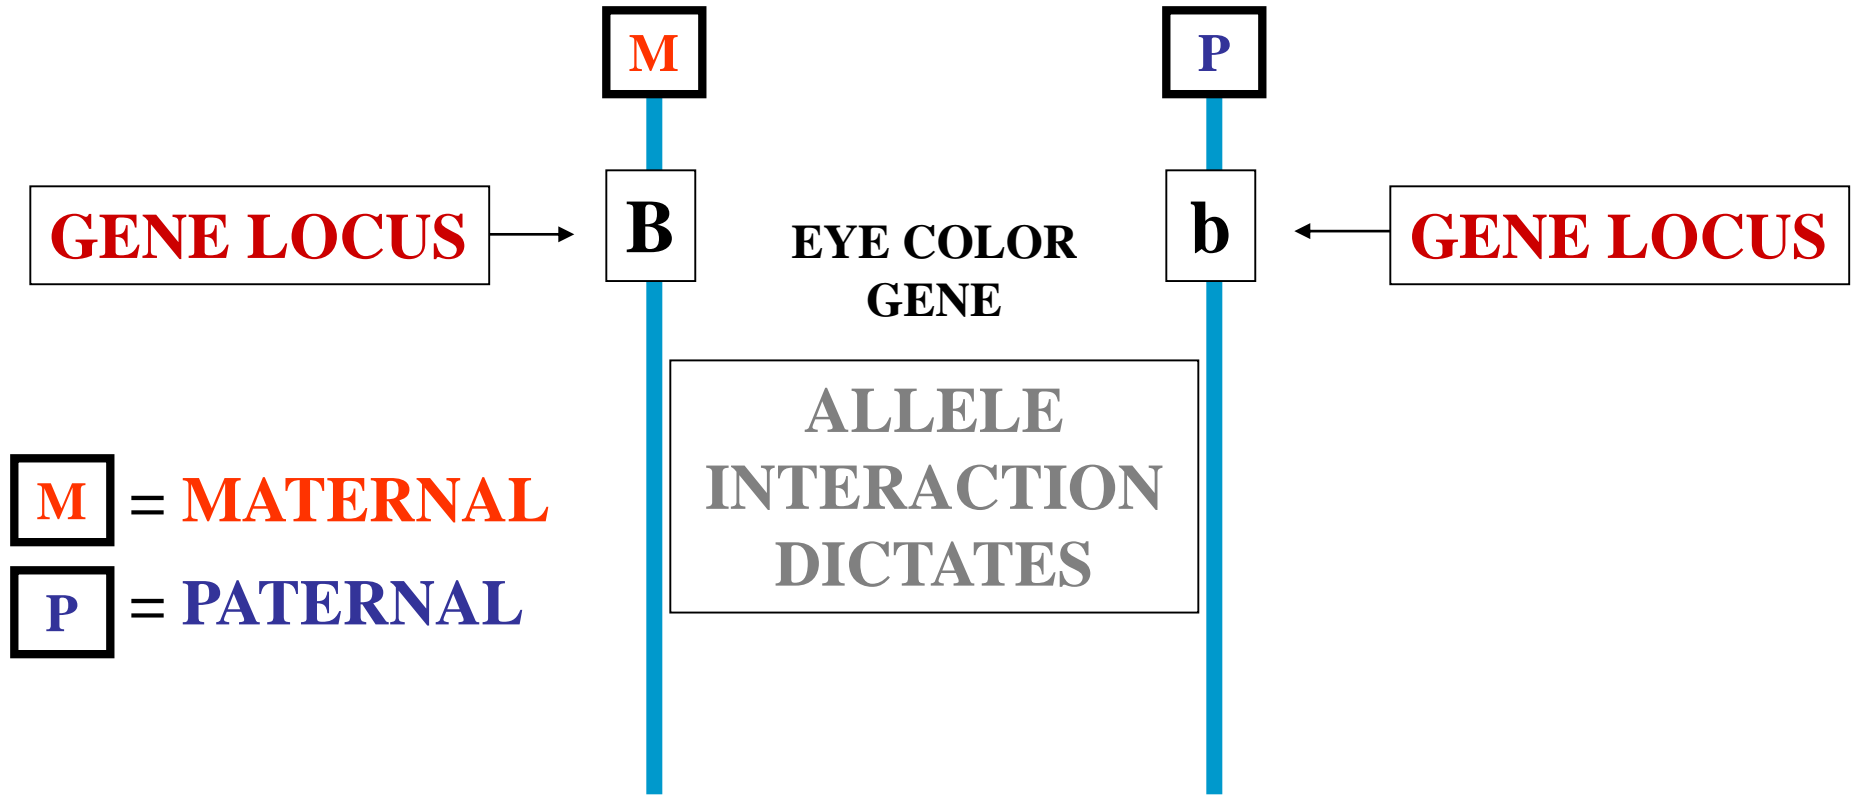 M
P
GENE LOCUS
B
EYE COLOR
GENE
b
GENE LOCUS
ALLELE
INTERACTION
DICTATES
M = MATERNAL
P = PATERNAL